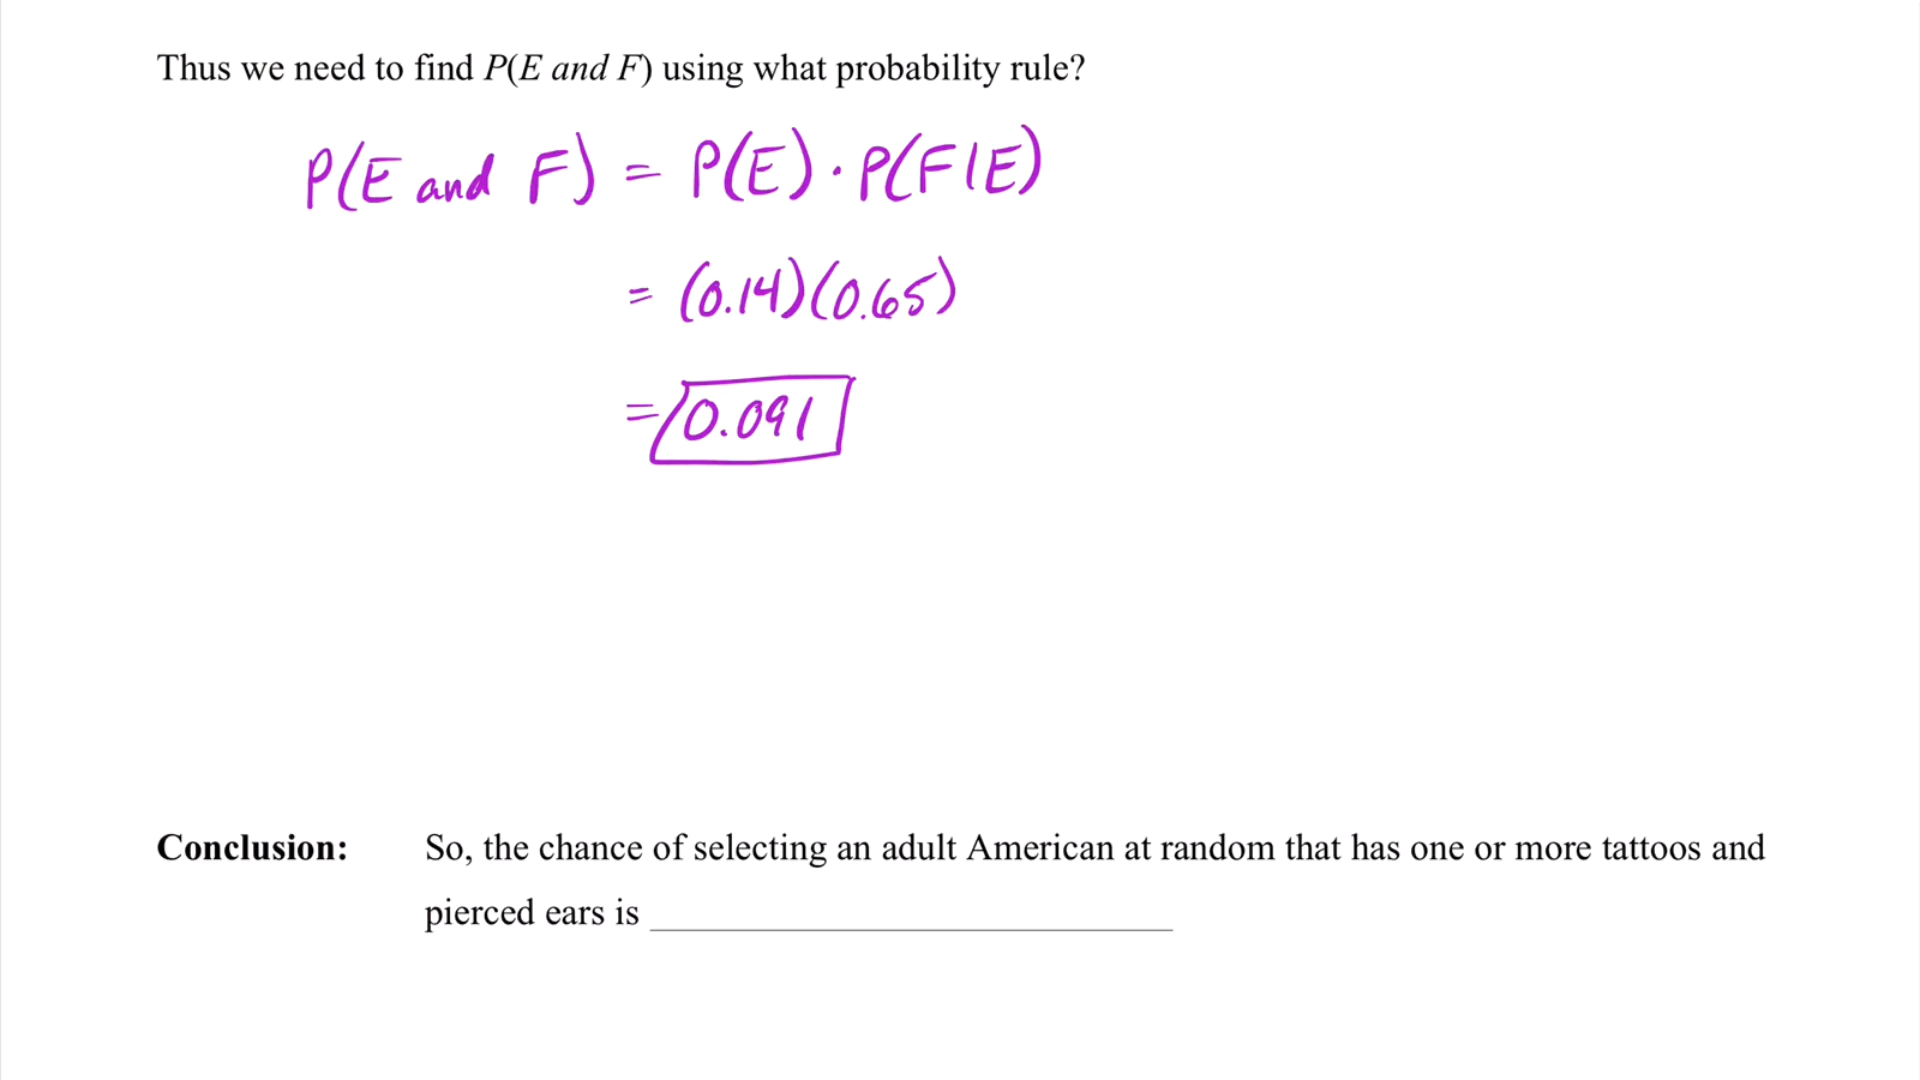 Thus we need to find P(E and F) using what probability rule?
P(E and F) = P(E) · P(F|E)
= (0.14)(0.65)
= 0.091
Conclusion: So, the chance of selecting an adult American at random that has one or more tattoos and
pierced ears is